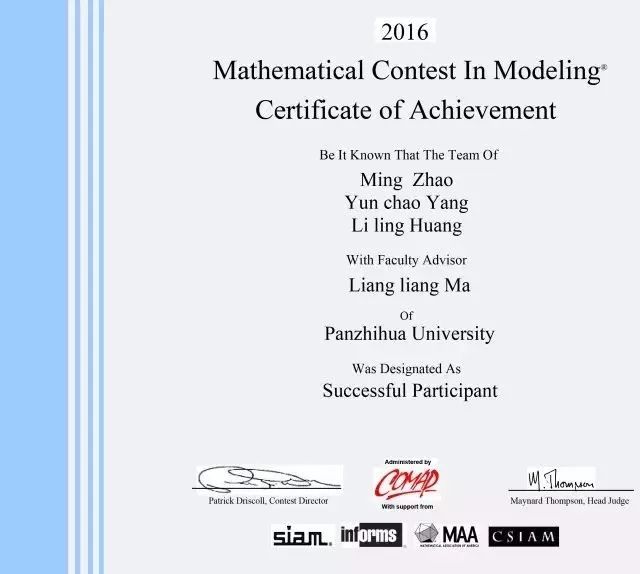 2016
Mathematical Contest In Modeling®
Certificate of Achievement
Be It Known That The Team Of
Ming Zhao
Yun chao Yang
Li ling Huang
With Faculty Advisor
Liang liang Ma
Of
Panzhihua University
Was Designated As
Successful Participant
Administered by
COMAP
With support from
Patrick Driscoll, Contest Director
M. Thompson
Maynard Thompson, Head Judge
siam.
informs
MAA
MATHEMATICAL ASSOCIATION OF AMERICA
CSIAM